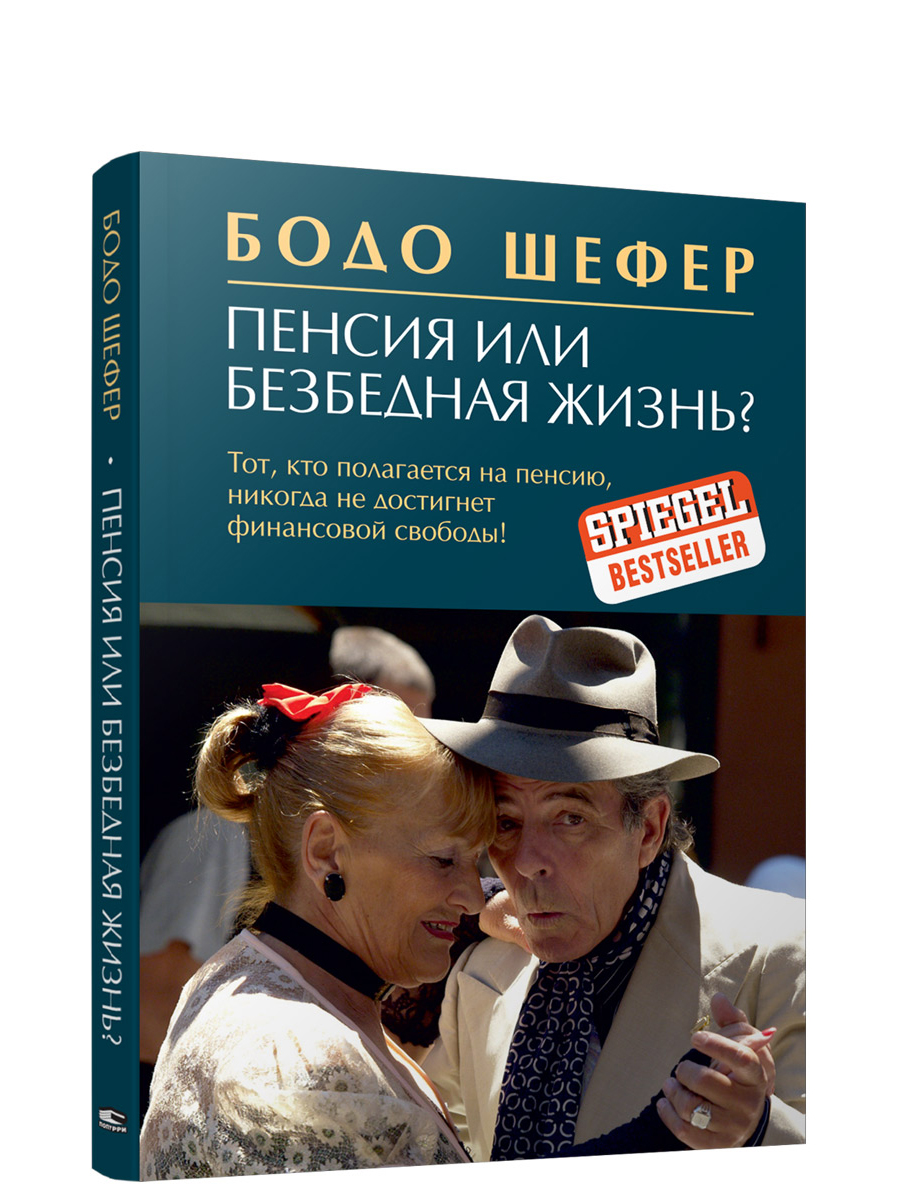 БОДО ШЕФЕР
ПЕНСИЯ ИЛИ
БЕЗБЕДНАЯ ЖИЗНЬ?
Тот, кто полагается на пенсию,
никогда не достигнет
финансовой свободы!
SPIEGEL
BESTSELLER
БОДО ШЕФЕР • ПЕНСИЯ ИЛИ БЕЗБЕДНАЯ ЖИЗНЬ?
ПОПУРРИ